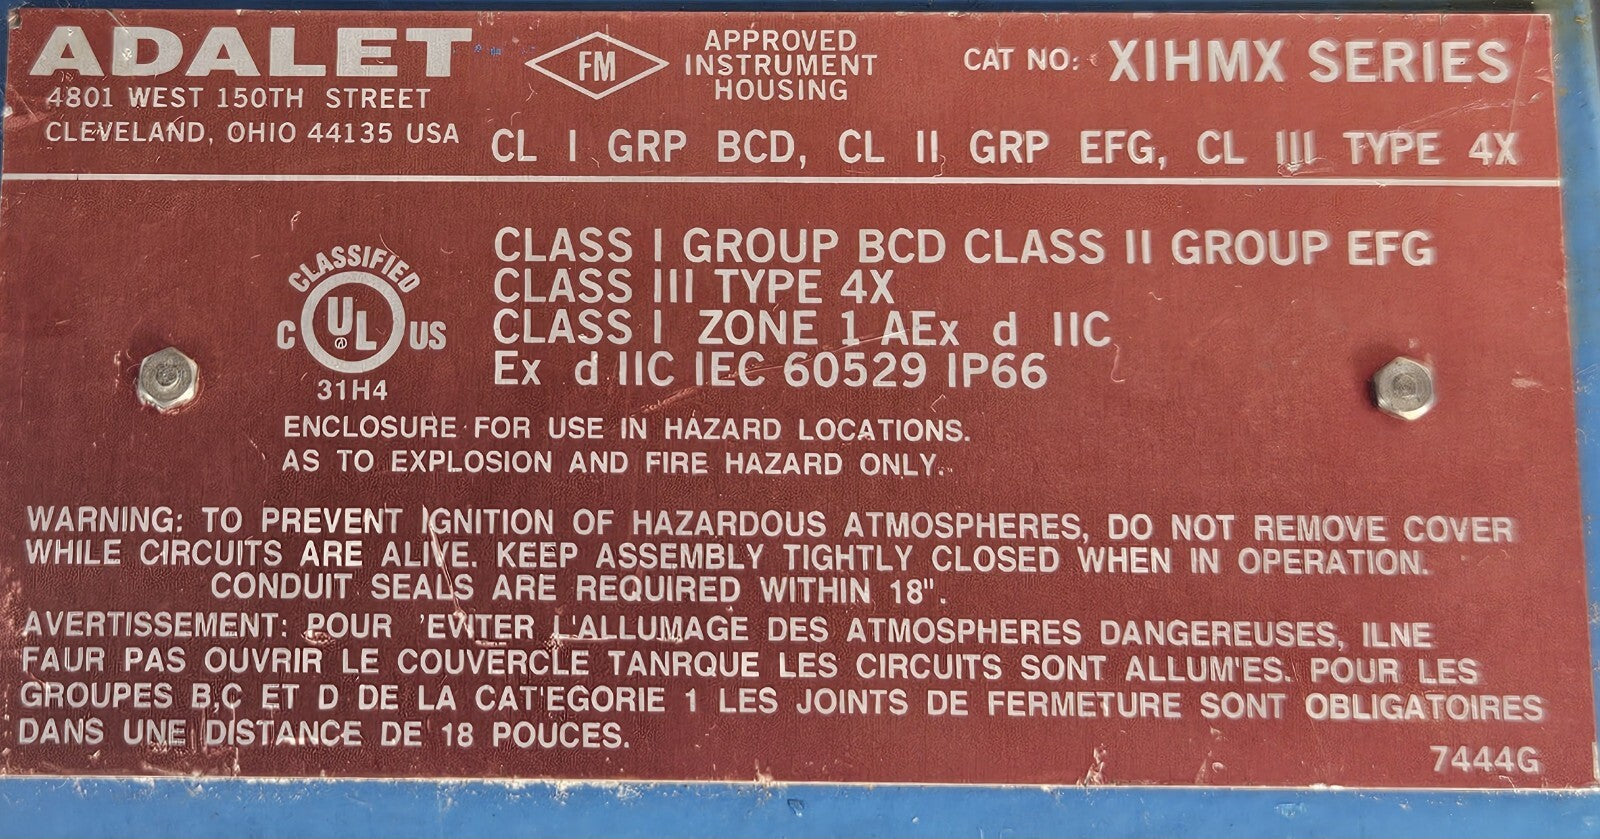 ADALET
4801 WEST 150TH STREET
CLEVELAND, OHIO 44135 USA
FM
APPROVED
INSTRUMENT
HOUSING
CAT NO: XIHMX SERIES
CL I GRP BCD, CL II GRP EFG, CL III TYPE 4X
CLASSIFIED
C UL US
31H4
CLASS I GROUP BCD CLASS II GROUP EFG
CLASS III TYPE 4X
CLASS I ZONE 1 AEx d IIC
Ex d IIC IEC 60529 IP66
ENCLOSURE FOR USE IN HAZARD LOCATIONS.
AS TO EXPLOSION AND FIRE HAZARD ONLY.
WARNING: TO PREVENT IGNITION OF HAZARDOUS ATMOSPHERES, DO NOT REMOVE COVER
WHILE CIRCUITS ARE ALIVE. KEEP ASSEMBLY TIGHTLY CLOSED WHEN IN OPERATION.
CONDUIT SEALS ARE REQUIRED WITHIN 18".
AVERTISSEMENT: POUR 'EVITER L'ALLUMAGE DES ATMOSPHERES DANGEREUSES, ILNE
FAUR PAS OUVRIR LE COUVERCLE TANRQUE LES CIRCUITS SONT ALLUM'ES. POUR LES
GROUPES B,C ET D DE LA CAT'EGORIE 1 LES JOINTS DE FERMETURE SONT OBLIGATOIRES
DANS UNE DISTANCE DE 18 POUCES.
7444G